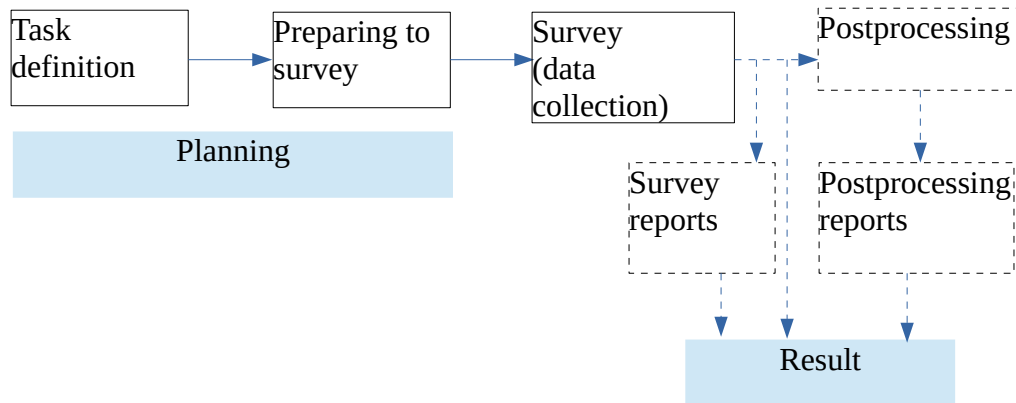 Task
definition
Preparing to
survey
Survey
(data
collection)
Postprocessing
Planning
Survey
reports
Postprocessing
reports
Result